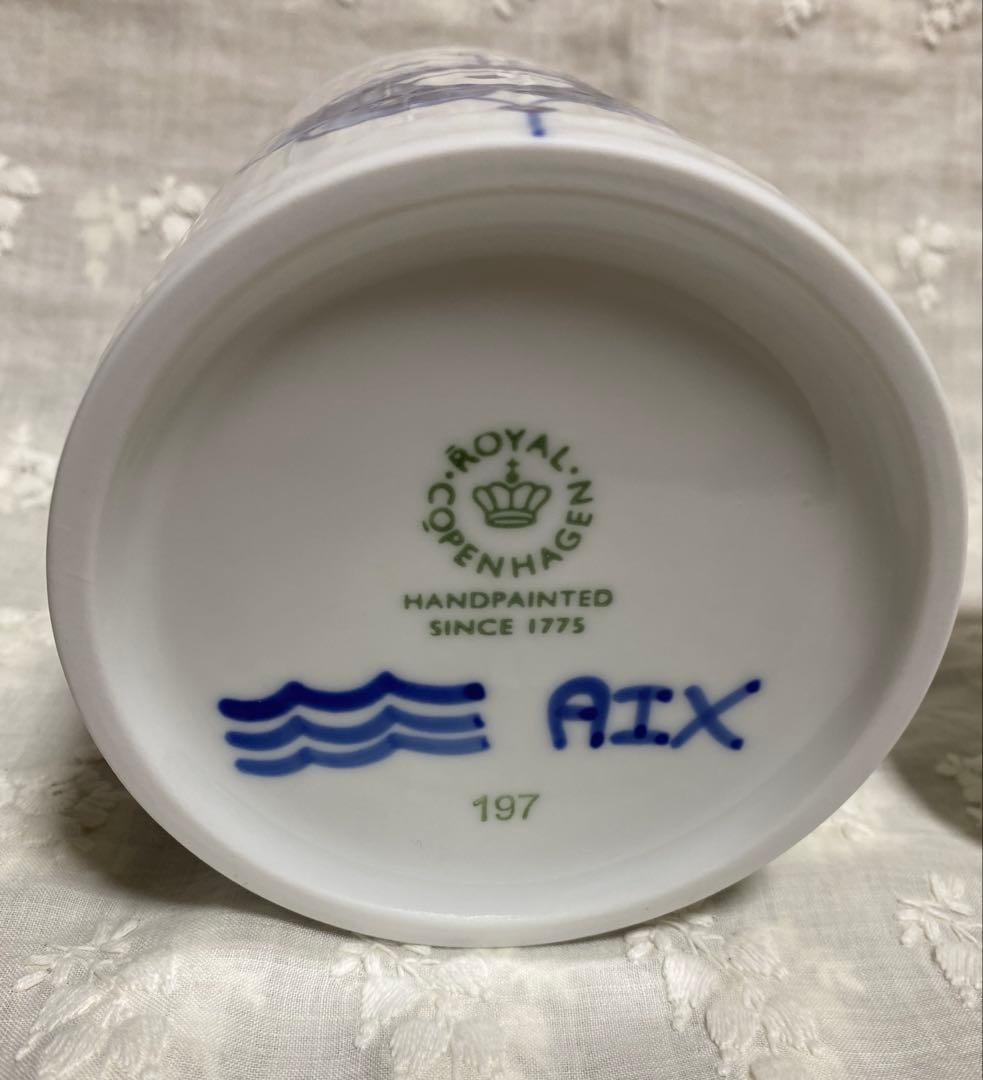 ROYAL
COPENHAGEN
HANDPAINTED
SINCE 1775
AIX
197